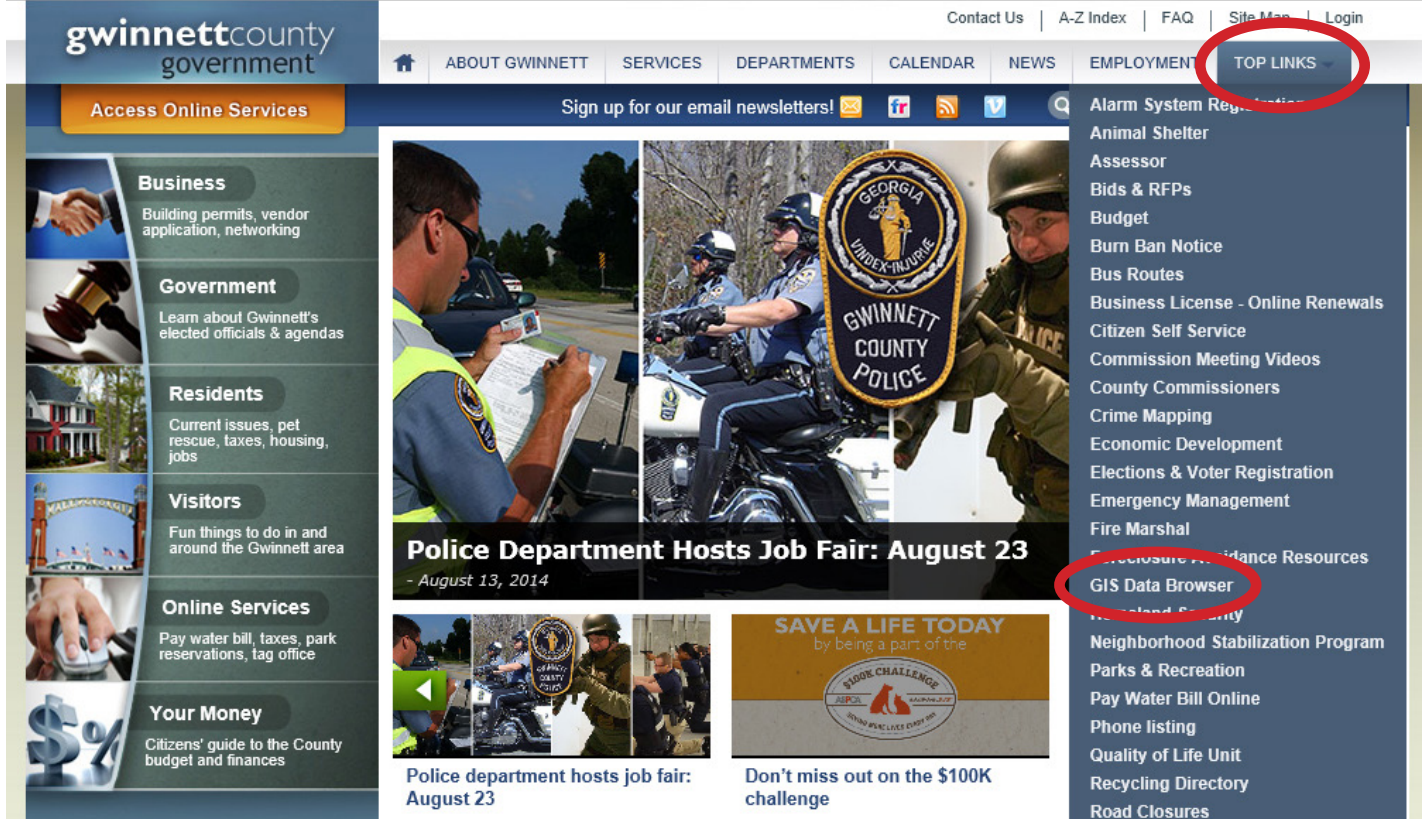 Contact Us | A-Z Index | FAQ | Site Map | Login
gwinnettcounty
government
ABOUT GWINNETT SERVICES DEPARTMENTS CALENDAR NEWS EMPLOYMENT TOP LINKS
Access Online Services
Sign up for our email newsletters!
fr
Business
Building permits, vendor
application, networking
Government
Learn about Gwinnett's
elected officials & agendas
Residents
Current issues, pet
rescue, taxes, housing,
jobs
Visitors
Fun things to do in and
around the Gwinnett area
Online Services
Pay water bill, taxes, park
reservations, tag office
Your Money
Citizens' guide to the County
budget and finances
$%
GEORGIA
VINDEX-INJURIÆ
GWINNETT
COUNTY
POLICE
Police Department Hosts Job Fair: August 23
- August 13, 2014
Police department hosts job fair:
August 23
SAVE A LIFE TODAY
by being a part of the
$100K CHALLENGE
ASPCA
Don't miss out on the $100K
challenge
Alarm System Registration
Animal Shelter
Assessor
Bids & RFPs
Budget
Burn Ban Notice
Bus Routes
Business License - Online Renewals
Citizen Self Service
Commission Meeting Videos
County Commissioners
Crime Mapping
Economic Development
Elections & Voter Registration
Emergency Management
Fire Marshal
Foreclosure Avoidance Resources
GIS Data Browser
Homeland Security
Neighborhood Stabilization Program
Parks & Recreation
Pay Water Bill Online
Phone listing
Quality of Life Unit
Recycling Directory
Road Closures